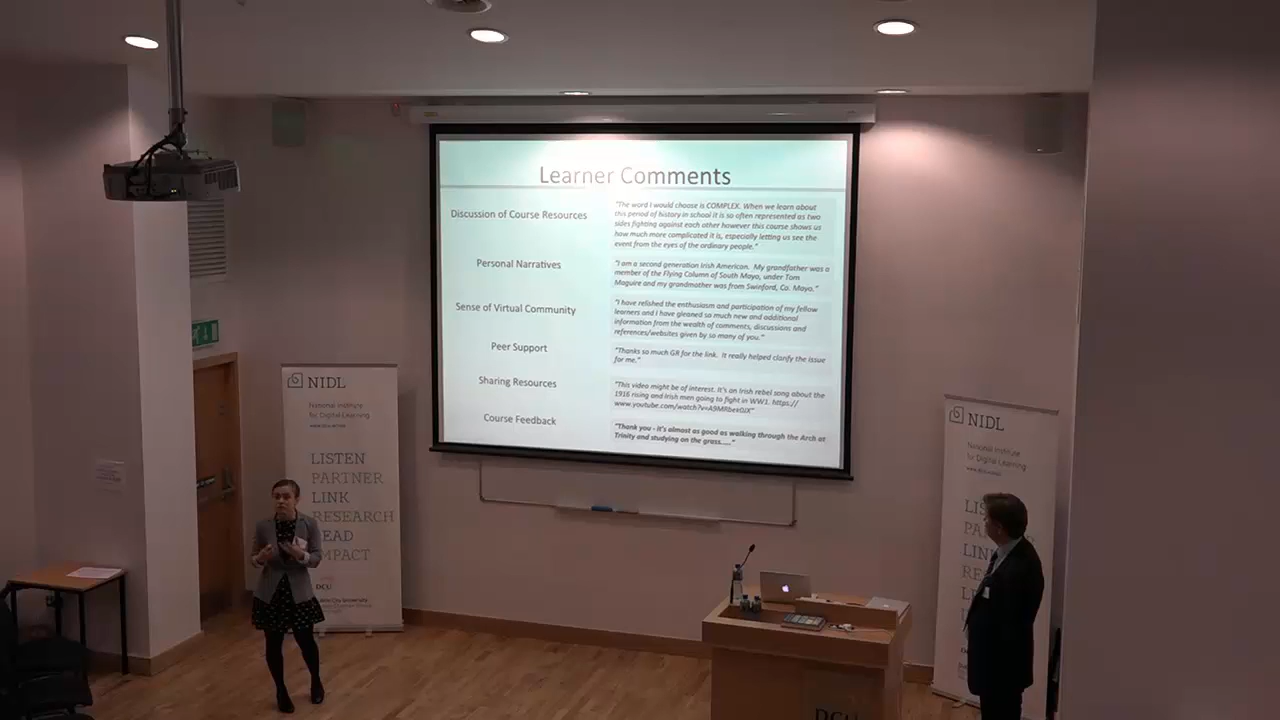 Learner Comments
Discussion of Course Resources
"The word I would choose is COMPLEX. When we learn about
this period of history in school it is so often represented as two
sides fighting against each other however this course shows us
how much more complicated it is, especially letting us see the
event from the eyes of the ordinary people."
Personal Narratives
"I am a second generation Irish American. My grandfather was a
member of the Flying Column of South Mayo, under Tom
Maguire and my grandmother was from Swinford, Co. Mayo."
Sense of Virtual Community
"I have relished the enthusiasm and participation of my fellow
learners and I have gleaned so much new and additional
information from the wealth of comments, discussions and
references/websites given by so many of you."
Peer Support
"Thanks so much GR for the link. It really helped clarify the issue
for me."
Sharing Resources
"This video might be of interest. It's an Irish rebel song about the
1916 rising and Irish men going to fight in WW1. https://
Course Feedback
"Thank you - it's almost as good as walking through the Arch at
Trinity and studying on the grass....."
NIDL
National Institute
for Digital Learning
LISTEN
PARTNER
LINK
RESEARCH
EAD
MPACT
DCU
NIDL
National Institute
for Digital Learning
LIS
PA
LIN
RE
DCU